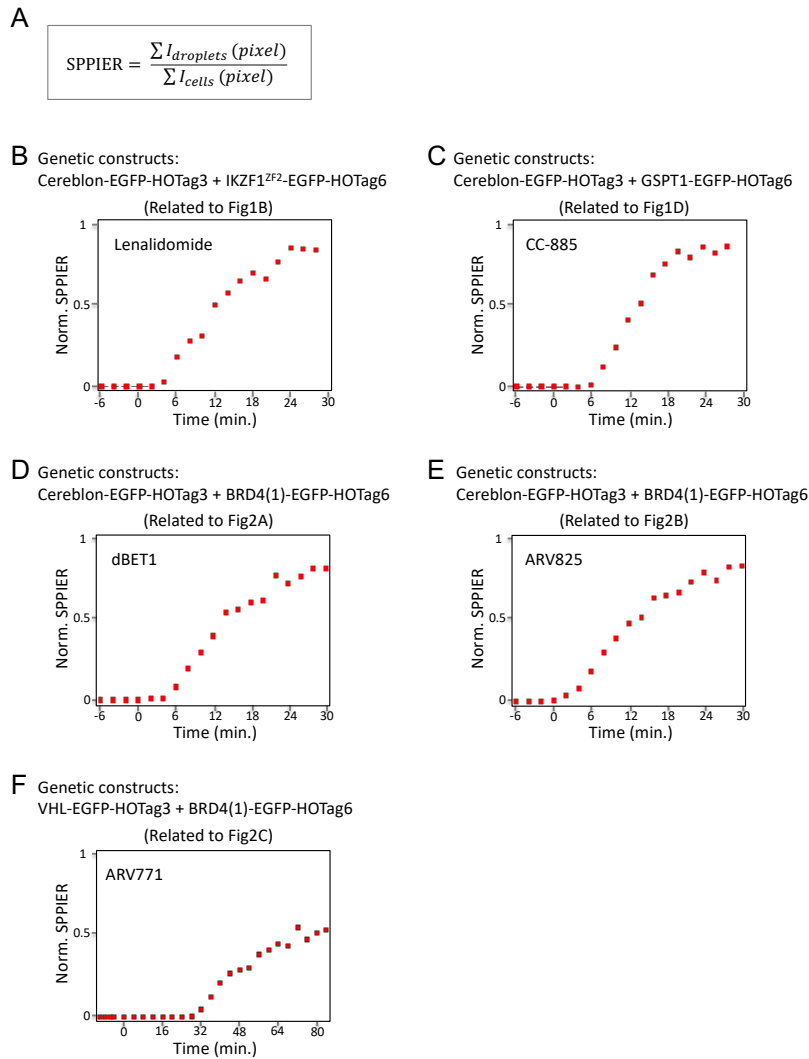 A
SPPIER = ∑ I_droplets (pixel) / ∑ I_cells (pixel)
B Genetic constructs:
Cereblon-EGFP-HOTag3 + IKZF1^ZF2-EGFP-HOTag6
(Related to Fig1B)
1
Lenalidomide
0.5
0
Norm. SPPIER
-6 0 6 12 18 24 30
Time (min.)
C Genetic constructs:
Cereblon-EGFP-HOTag3 + GSPT1-EGFP-HOTag6
(Related to Fig1D)
1
CC-885
0.5
0
Norm. SPPIER
-6 0 6 12 18 24 30
Time (min.)
D Genetic constructs:
Cereblon-EGFP-HOTag3 + BRD4(1)-EGFP-HOTag6
(Related to Fig2A)
1
dBET1
0.5
0
Norm. SPPIER
-6 0 6 12 18 24 30
Time (min.)
E Genetic constructs:
Cereblon-EGFP-HOTag3 + BRD4(1)-EGFP-HOTag6
(Related to Fig2B)
1
ARV825
0.5
0
Norm. SPPIER
-6 0 6 12 18 24 30
Time (min.)
F Genetic constructs:
VHL-EGFP-HOTag3 + BRD4(1)-EGFP-HOTag6
(Related to Fig2C)
1
ARV771
0.5
0
Norm. SPPIER
0 16 32 48 64 80
Time (min.)